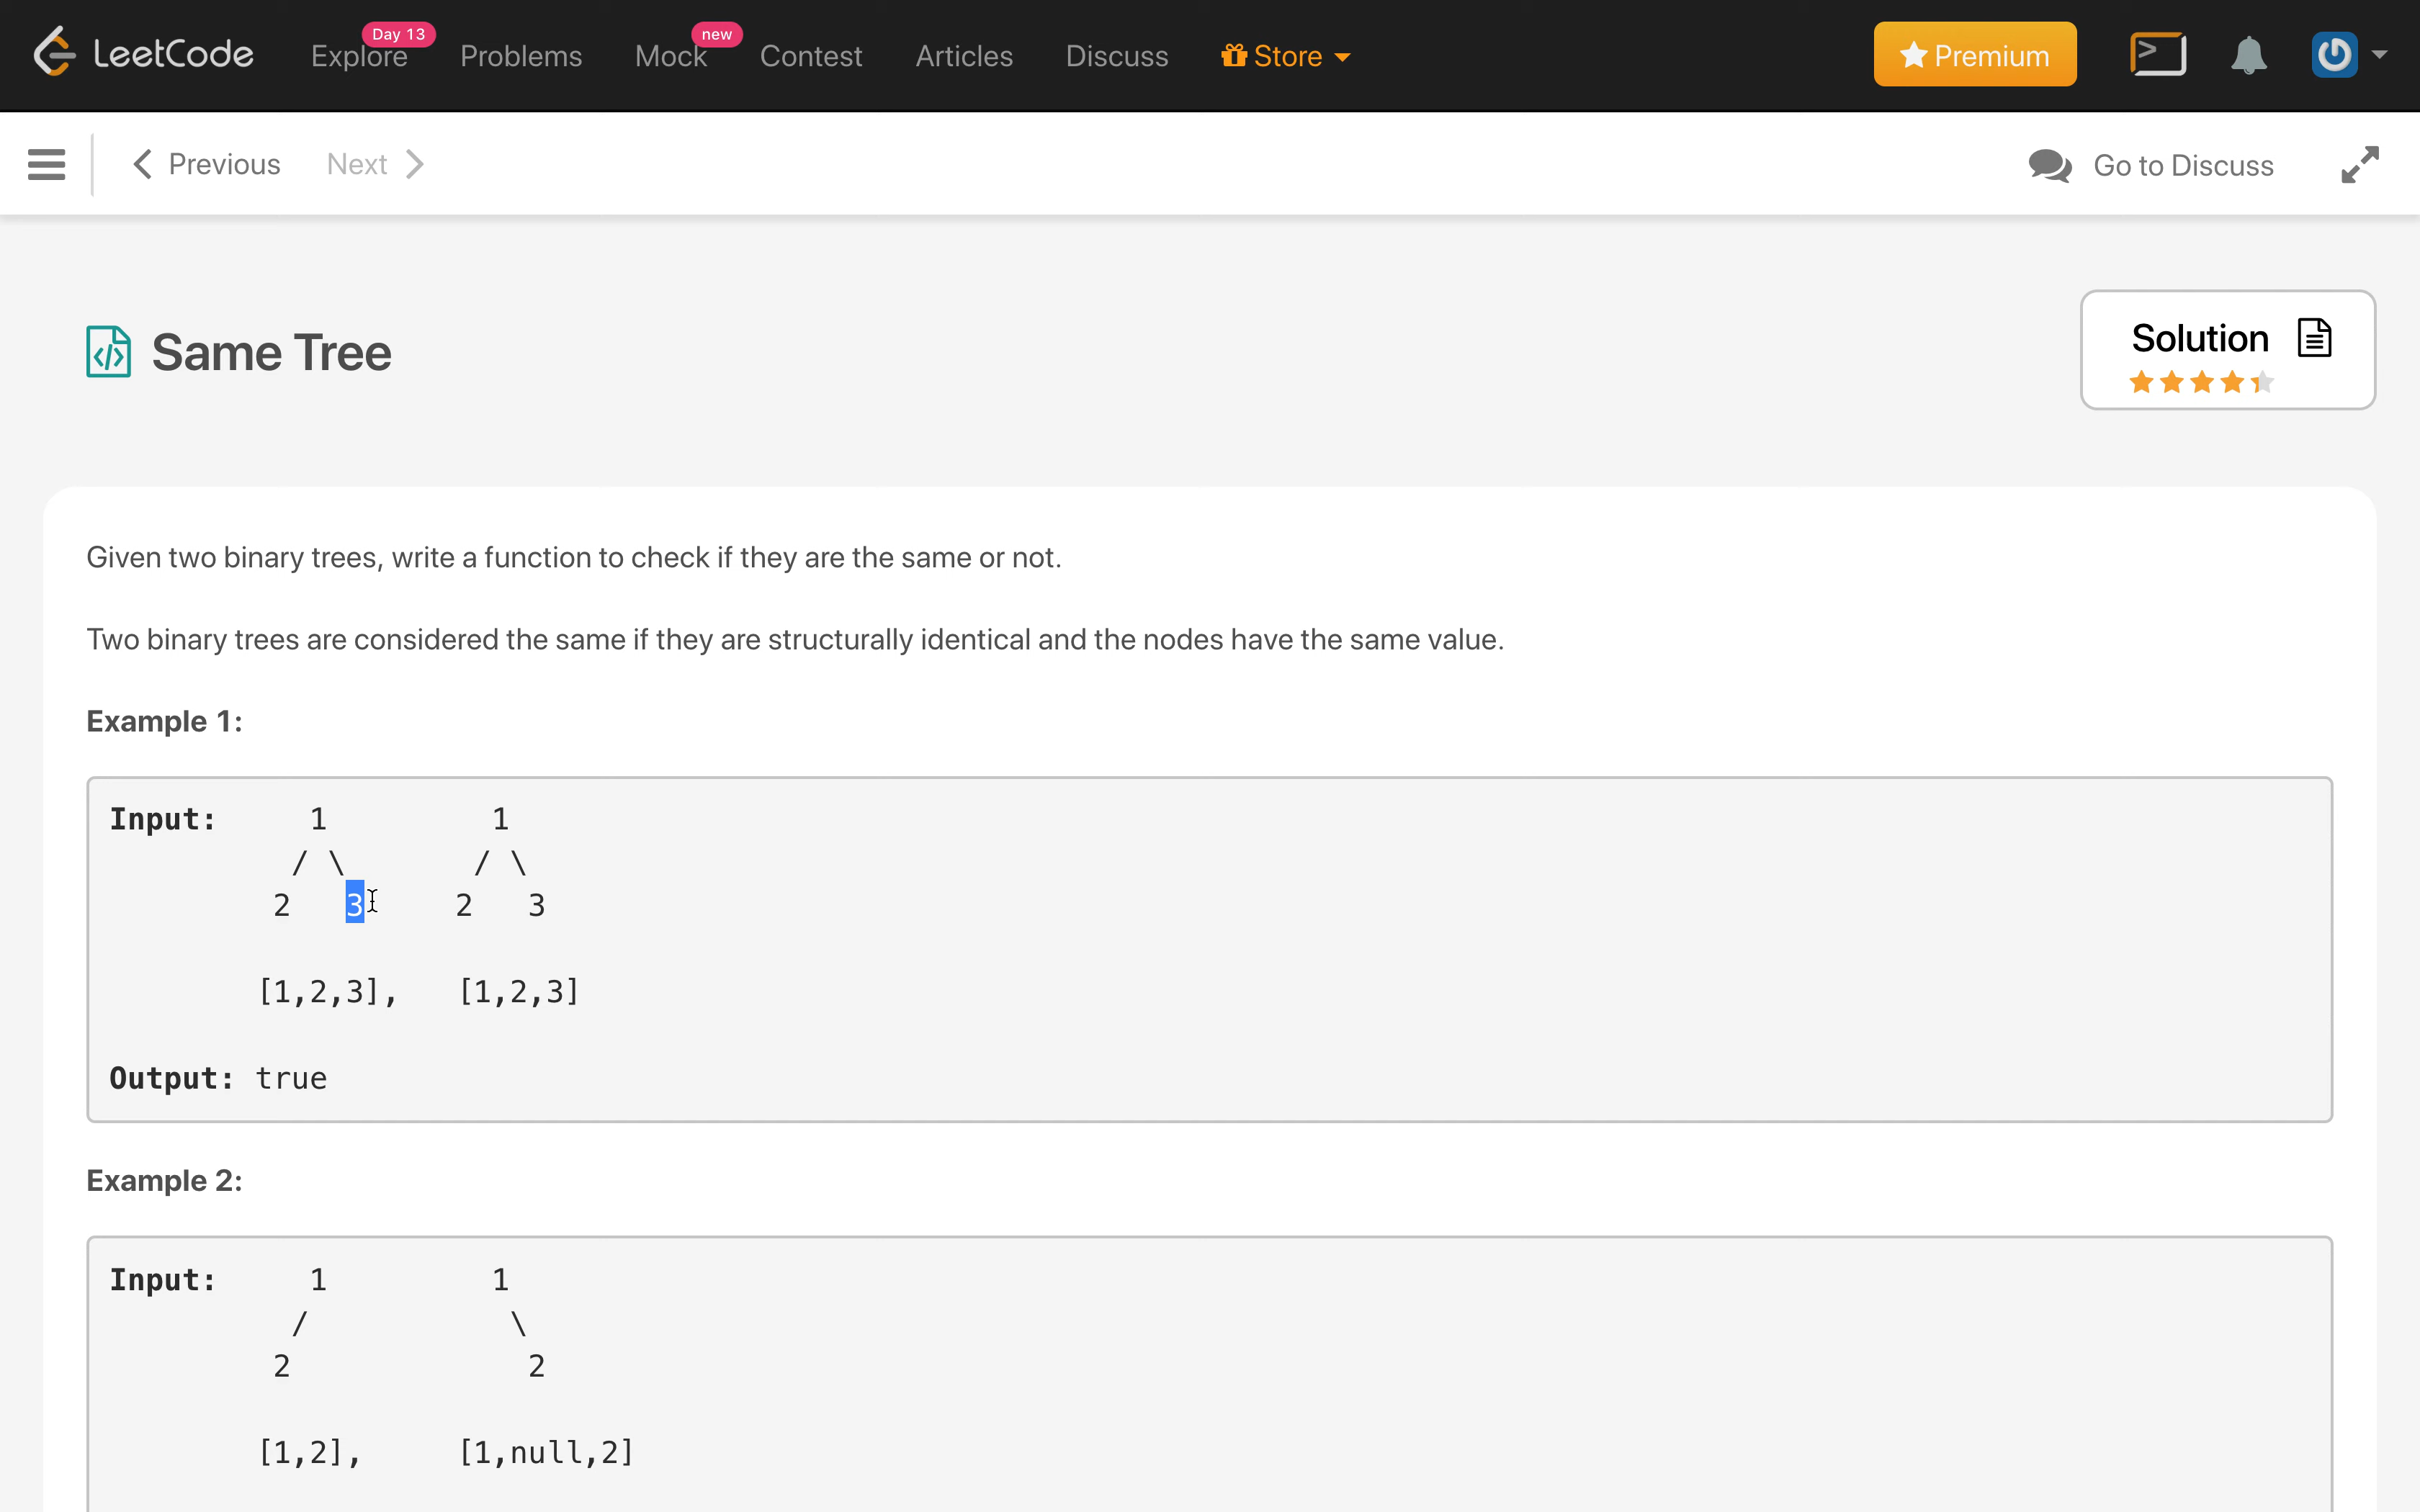 LeetCode Explore Day 13 Problems Mock new Contest Articles Discuss Store Premium
Previous Next Go to Discuss
Same Tree
Solution
Given two binary trees, write a function to check if they are the same or not.
Two binary trees are considered the same if they are structurally identical and the nodes have the same value.
Example 1:
Input:     1         1
          / \       / \
         2   3     2   3
        [1,2,3],   [1,2,3]
Output: true
Example 2:
Input:     1         1
          /           \
         2             2
        [1,2],     [1,null,2]